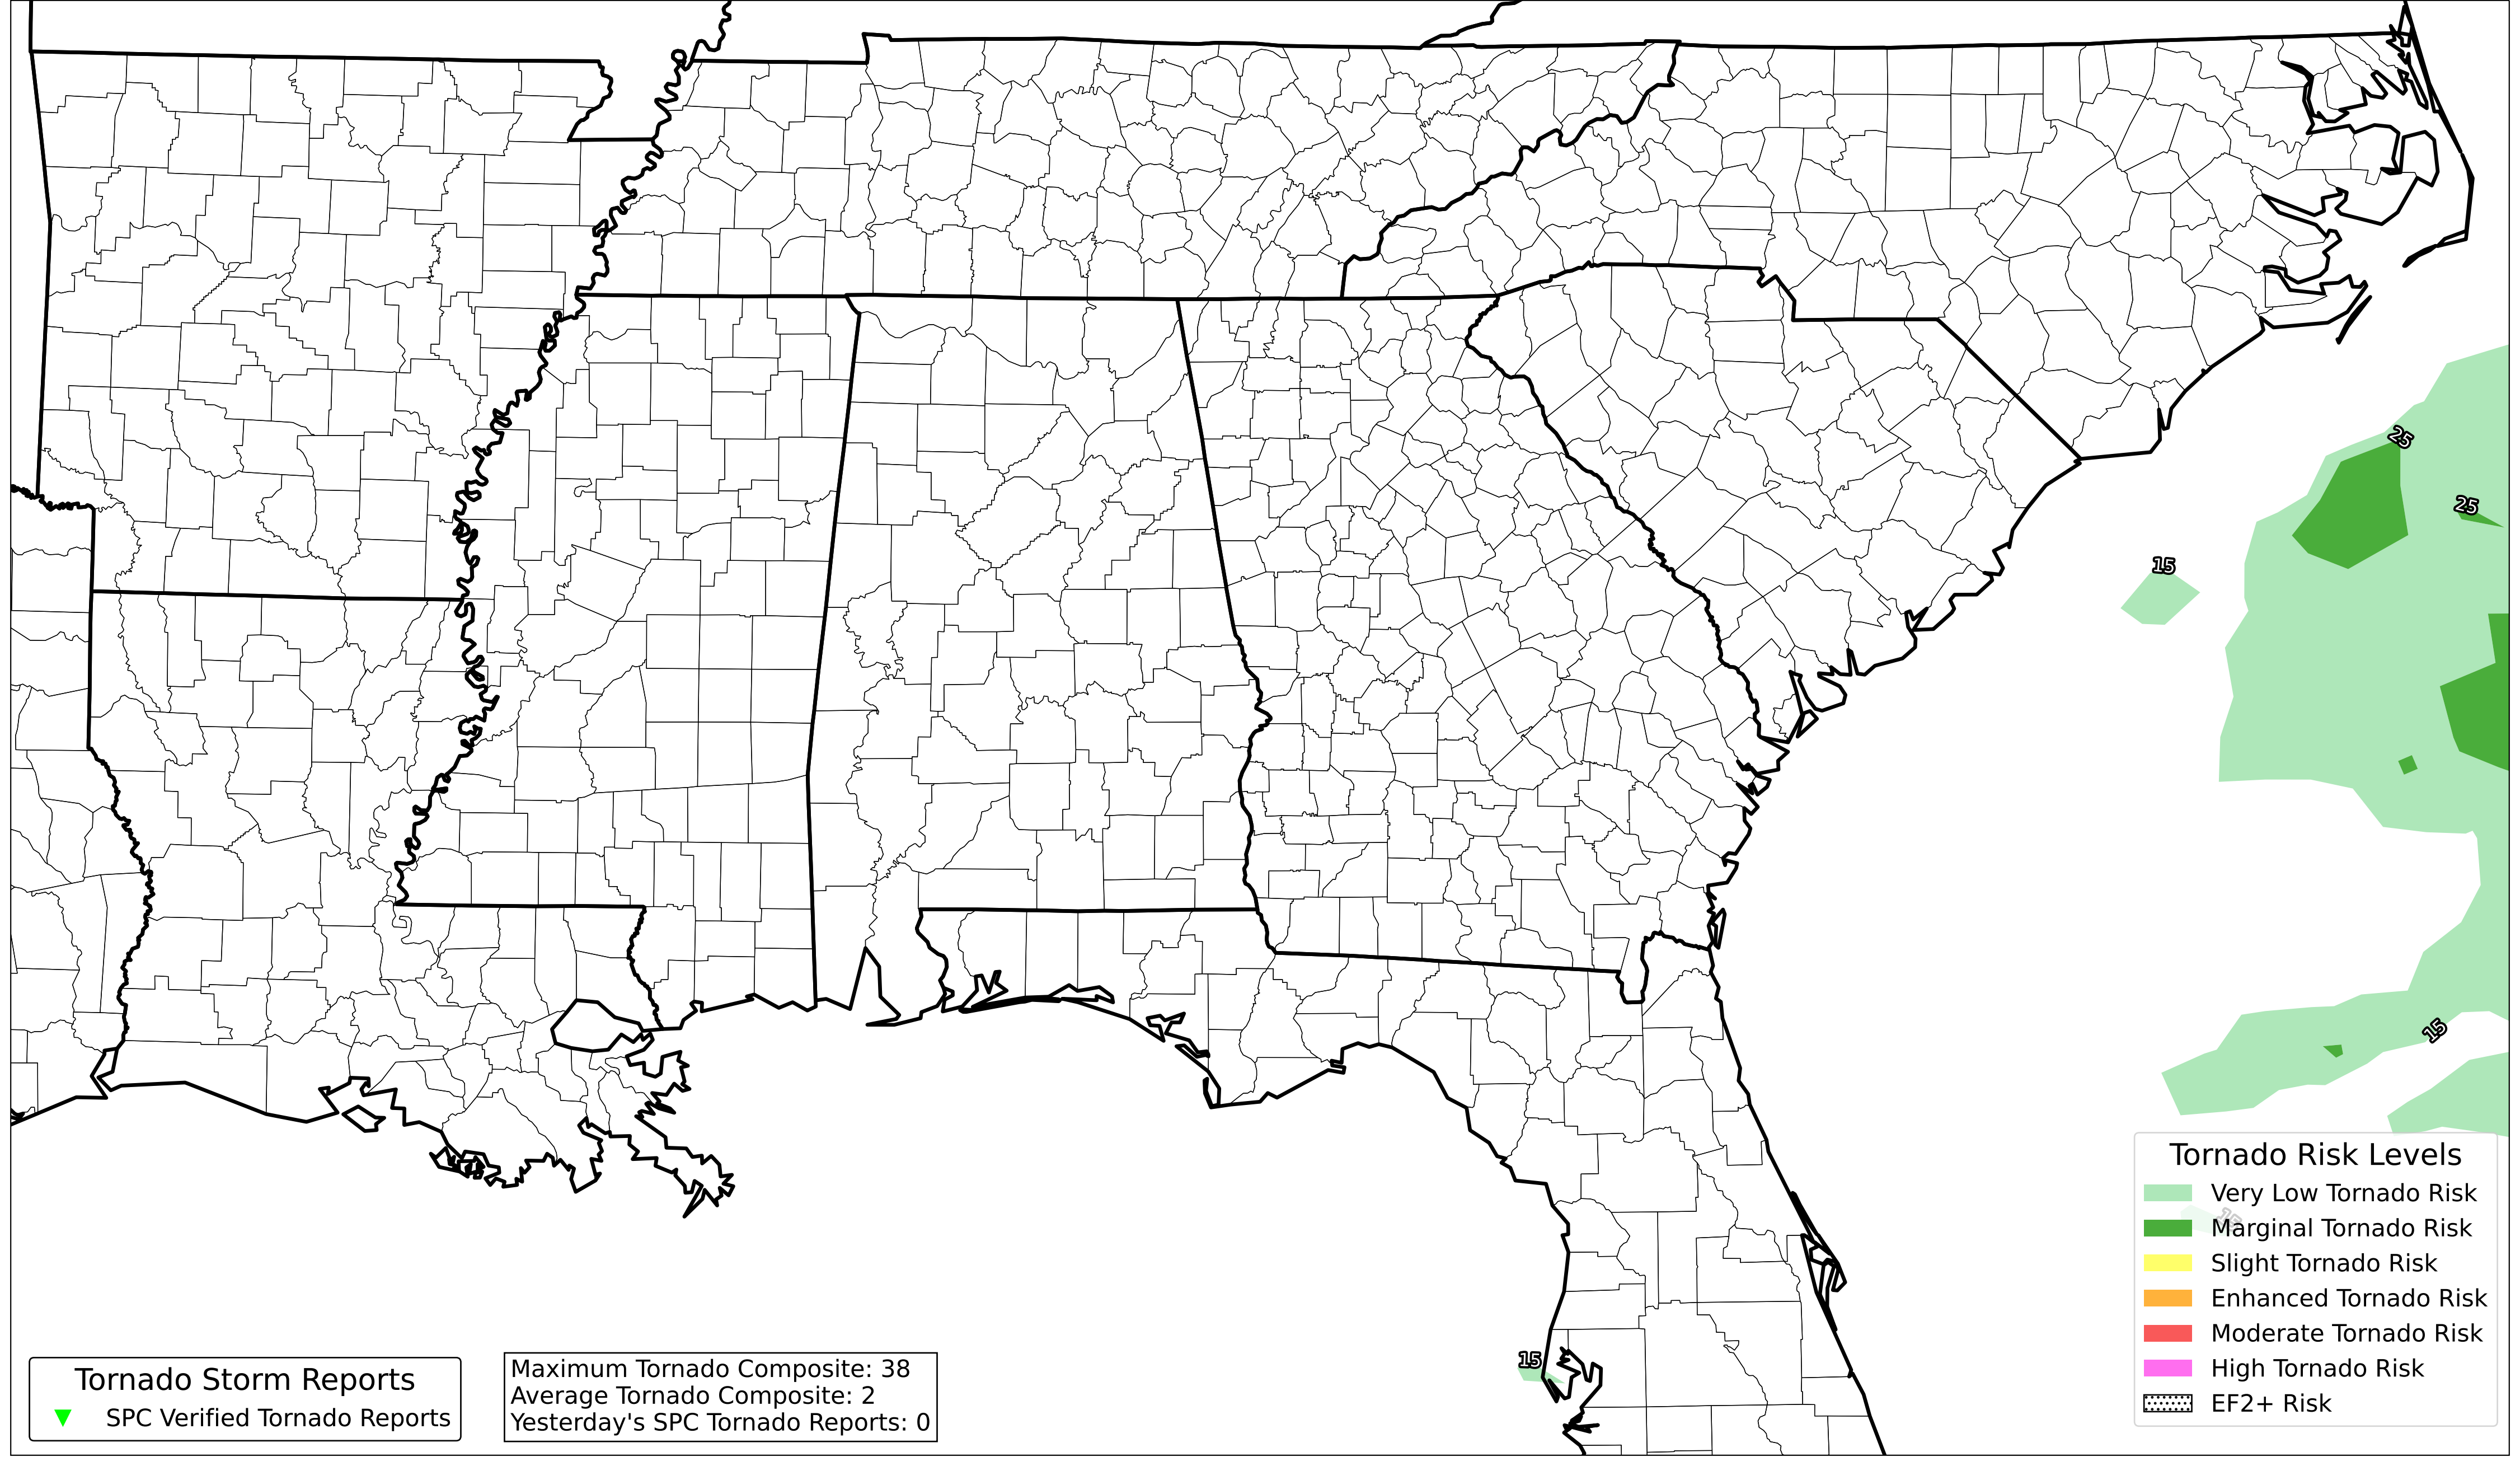 25
25
15
15
Tornado Risk Levels
Very Low Tornado Risk
15
Marginal Tornado Risk
Slight Tornado Risk
Enhanced Tornado Risk
Moderate Tornado Risk
High Tornado Risk
EF2+ Risk
15
Tornado Storm Reports
SPC Verified Tornado Reports
Maximum Tornado Composite: 38
Average Tornado Composite: 2
Yesterday's SPC Tornado Reports: 0